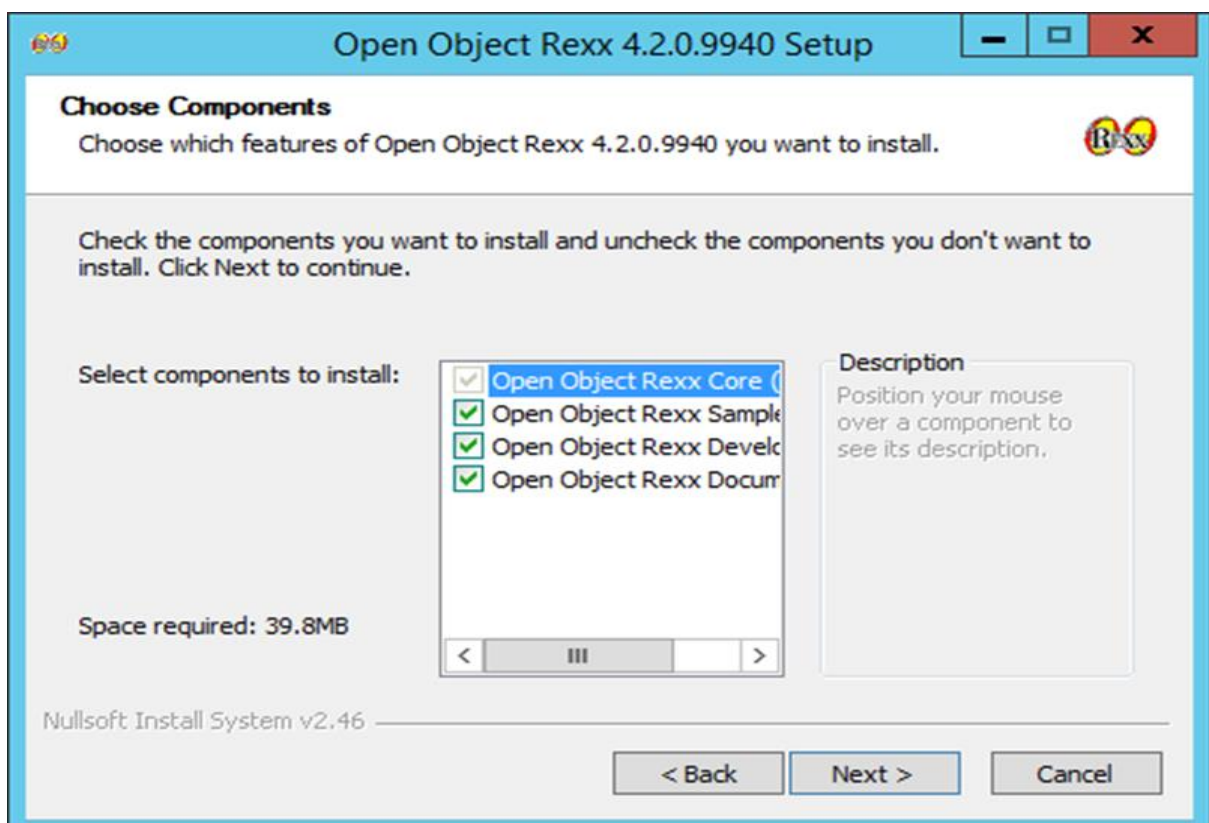 Open Object Rexx 4.2.0.9940 Setup
Choose Components
Choose which features of Open Object Rexx 4.2.0.9940 you want to install.
Rexx
Check the components you want to install and uncheck the components you don't want to
install. Click Next to continue.
Select components to install:
Open Object Rexx Core (
Open Object Rexx Sample
Open Object Rexx Develo
Open Object Rexx Docum
Description
Position your mouse
over a component to
see its description.
Space required: 39.8MB
Nullsoft Install System v2.46
< Back
Next >
Cancel